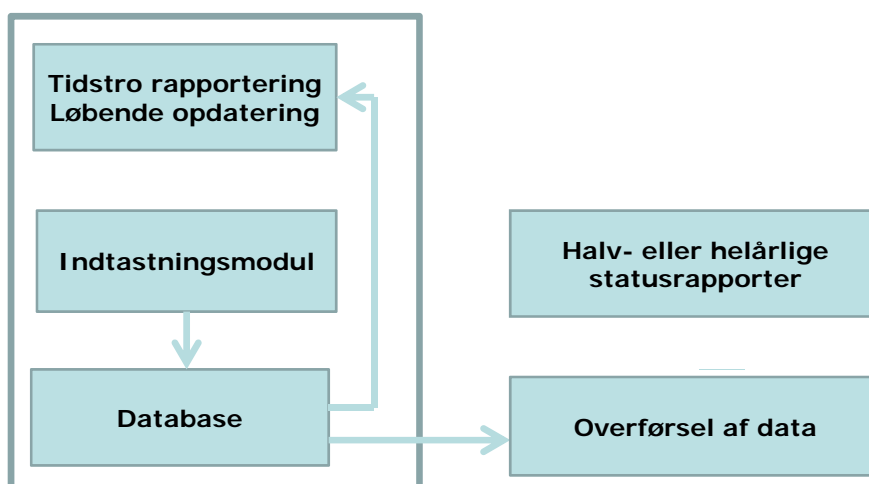 Tidstro rapportering
Løbende opdatering
Indtastningsmodul
Halv- eller helårlige
statusrapporter
Database
Overførsel af data